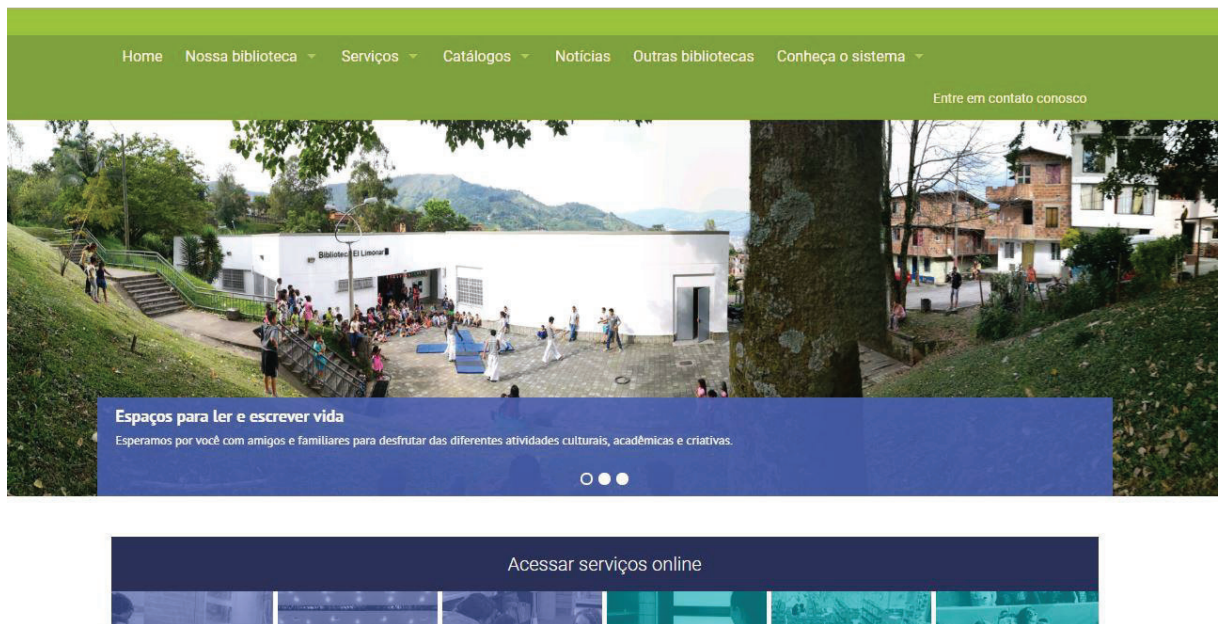 Home Nossa biblioteca Serviços Catálogos Notícias Outras bibliotecas Conheça o sistema
Entre em contato conosco
Biblioteca El Limonar
Espaços para ler e escrever vida
Esperamos por você com amigos e familiares para desfrutar das diferentes atividades culturais, acadêmicas e criativas.
Acessar serviços online